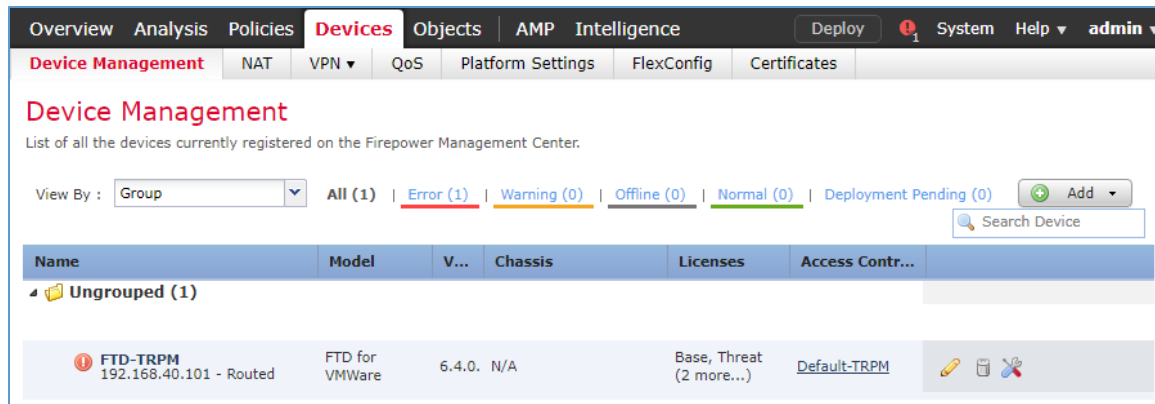 Overview Analysis Policies Devices Objects AMP Intelligence Deploy 1 System Help admin
Device Management NAT VPN QoS Platform Settings FlexConfig Certificates
Device Management
List of all the devices currently registered on the Firepower Management Center.
View By : Group All (1) | Error (1) | Warning (0) | Offline (0) | Normal (0) | Deployment Pending (0) Add
Search Device
Name Model V... Chassis Licenses Access Contr...
Ungrouped (1)
FTD-TRPM FTD for Base, Threat
192.168.40.101 - Routed VMWare 6.4.0. N/A (2 more...) Default-TRPM